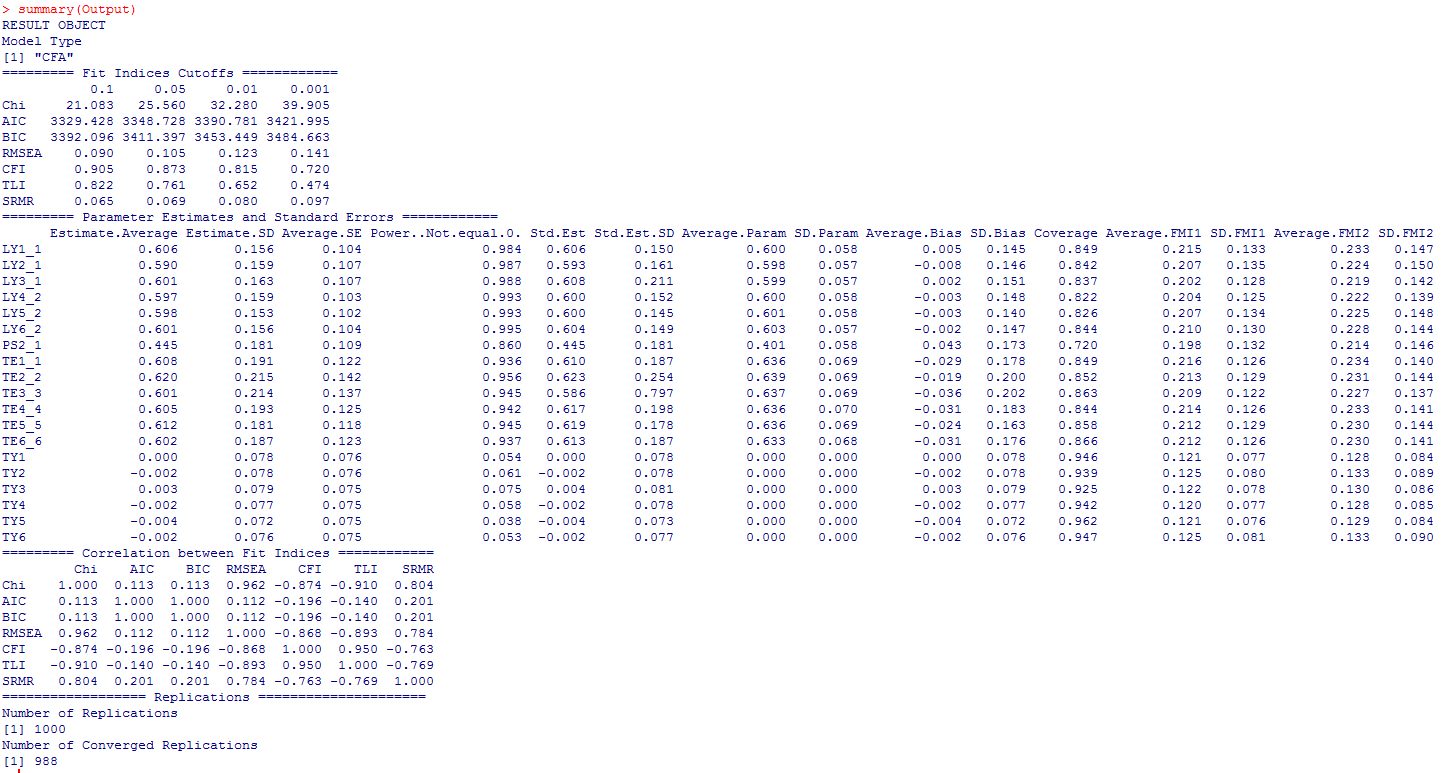 > summary(Output)
RESULT OBJECT
Model Type
[1] "CFA"
========= Fit Indices Cutoffs ============
0.1 0.05 0.01 0.001
Chi 21.083 25.560 32.280 39.905
AIC 3329.428 3348.728 3390.781 3421.995
BIC 3392.096 3411.397 3453.449 3484.663
RMSEA 0.090 0.105 0.123 0.141
CFI 0.905 0.873 0.815 0.720
TLI 0.822 0.761 0.652 0.474
SRMR 0.065 0.069 0.080 0.097
========= Parameter Estimates and Standard Errors ============
Estimate.Average Estimate.SD Average.SE Power..Not.equal.0. Std.Est Std.Est.SD Average.Param SD.Param Average.Bias SD.Bias Coverage Average.FMI1 SD.FMI1 Average.FMI2 SD.FMI2
LY1_1 0.606 0.156 0.104 0.984 0.606 0.150 0.600 0.058 0.005 0.145 0.849 0.215 0.133 0.233 0.147
LY2_1 0.590 0.159 0.107 0.987 0.593 0.161 0.598 0.057 -0.008 0.146 0.842 0.207 0.135 0.224 0.150
LY3_1 0.601 0.163 0.107 0.988 0.608 0.211 0.599 0.057 0.002 0.151 0.837 0.202 0.128 0.219 0.142
LY4_2 0.597 0.159 0.103 0.993 0.600 0.152 0.600 0.058 -0.003 0.148 0.822 0.204 0.125 0.222 0.139
LY5_2 0.598 0.153 0.102 0.993 0.600 0.145 0.601 0.058 -0.003 0.140 0.826 0.207 0.134 0.225 0.148
LY6_2 0.601 0.156 0.104 0.995 0.604 0.149 0.603 0.057 -0.002 0.147 0.844 0.210 0.130 0.228 0.144
PS2_1 0.445 0.181 0.109 0.860 0.445 0.181 0.401 0.058 0.043 0.173 0.720 0.198 0.132 0.214 0.146
TE1_1 0.608 0.191 0.122 0.936 0.610 0.187 0.636 0.069 -0.029 0.178 0.849 0.216 0.126 0.234 0.140
TE2_2 0.620 0.215 0.142 0.956 0.623 0.254 0.639 0.069 -0.019 0.200 0.852 0.213 0.129 0.231 0.144
TE3_3 0.601 0.214 0.137 0.945 0.586 0.797 0.637 0.069 -0.036 0.202 0.863 0.209 0.122 0.227 0.137
TE4_4 0.605 0.193 0.125 0.942 0.617 0.198 0.636 0.070 -0.031 0.183 0.844 0.214 0.126 0.233 0.141
TE5_5 0.612 0.181 0.118 0.945 0.619 0.178 0.636 0.069 -0.024 0.163 0.858 0.212 0.129 0.230 0.144
TE6_6 0.602 0.187 0.123 0.937 0.613 0.187 0.633 0.068 -0.031 0.176 0.866 0.212 0.126 0.230 0.141
TY1 0.000 0.078 0.076 0.054 0.000 0.078 0.000 0.000 0.000 0.078 0.946 0.121 0.077 0.128 0.084
TY2 -0.002 0.078 0.076 0.061 -0.002 0.078 0.000 0.000 -0.002 0.078 0.939 0.125 0.080 0.133 0.089
TY3 0.003 0.079 0.075 0.075 0.004 0.081 0.000 0.000 0.003 0.079 0.925 0.122 0.078 0.130 0.086
TY4 -0.002 0.077 0.075 0.058 -0.002 0.078 0.000 0.000 -0.002 0.077 0.942 0.120 0.077 0.128 0.085
TY5 -0.004 0.072 0.075 0.038 -0.004 0.073 0.000 0.000 -0.004 0.072 0.962 0.121 0.076 0.129 0.084
TY6 -0.002 0.076 0.075 0.053 -0.002 0.077 0.000 0.000 -0.002 0.076 0.947 0.125 0.081 0.133 0.090
========= Correlation between Fit Indices ============
Chi AIC BIC RMSEA CFI TLI SRMR
Chi 1.000 0.113 0.113 0.962 -0.874 -0.910 0.804
AIC 0.113 1.000 1.000 0.112 -0.196 -0.140 0.201
BIC 0.113 1.000 1.000 0.112 -0.196 -0.140 0.201
RMSEA 0.962 0.112 0.112 1.000 -0.868 -0.893 0.784
CFI -0.874 -0.196 -0.196 -0.868 1.000 0.950 -0.763
TLI -0.910 -0.140 -0.140 -0.893 0.950 1.000 -0.769
SRMR 0.804 0.201 0.201 0.784 -0.763 -0.769 1.000
================== Replications =====================
Number of Replications
[1] 1000
Number of Converged Replications
[1] 988